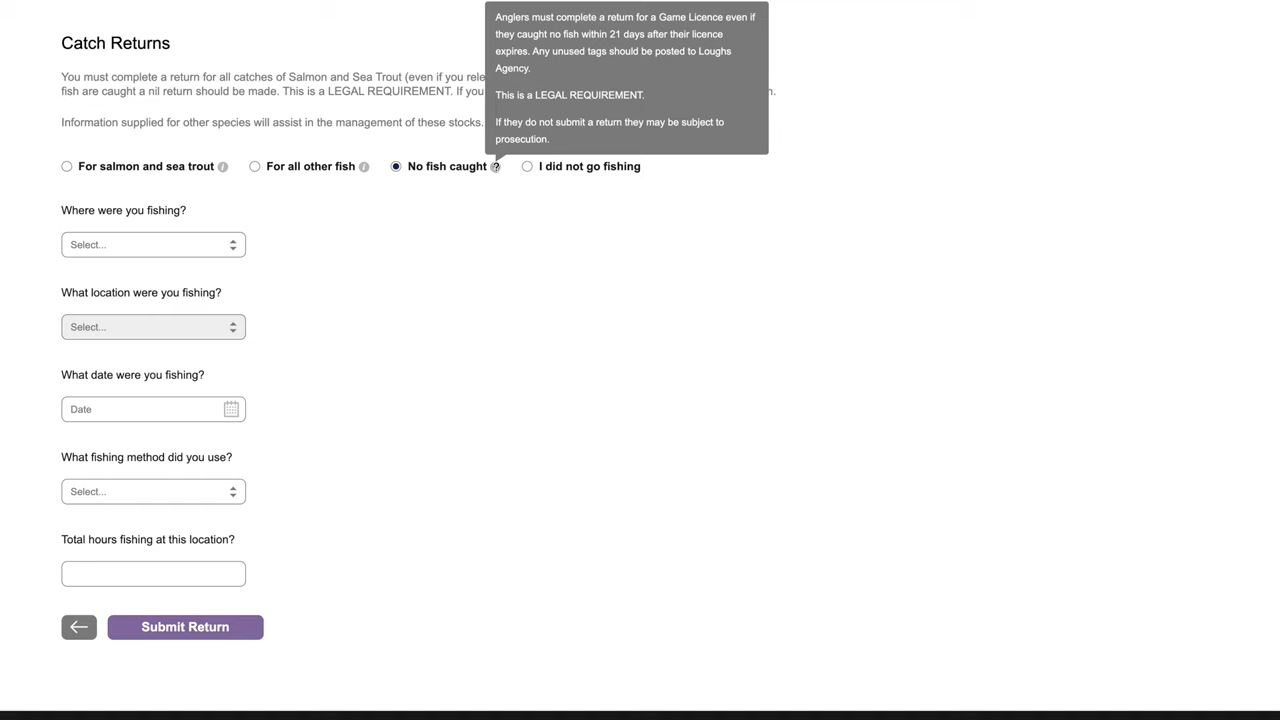 Anglers must complete a return for a Game Licence even if
they caught no fish within 21 days after their licence
expires. Any unused tags should be posted to Loughs
Agency.
This is a LEGAL REQUIREMENT.
If they do not submit a return they may be subject to
prosecution.
Catch Returns
You must complete a return for all catches of Salmon and Sea Trout (even if you
fish are caught a nil return should be made. This is a LEGAL REQUIREMENT. If you
Information supplied for other species will assist in the management of these stocks.
For salmon and sea trout i For all other fish i No fish caught ? I did not go fishing
Where were you fishing?
Select...
What location were you fishing?
Select...
What date were you fishing?
Date
What fishing method did you use?
Select...
Total hours fishing at this location?
Submit Return